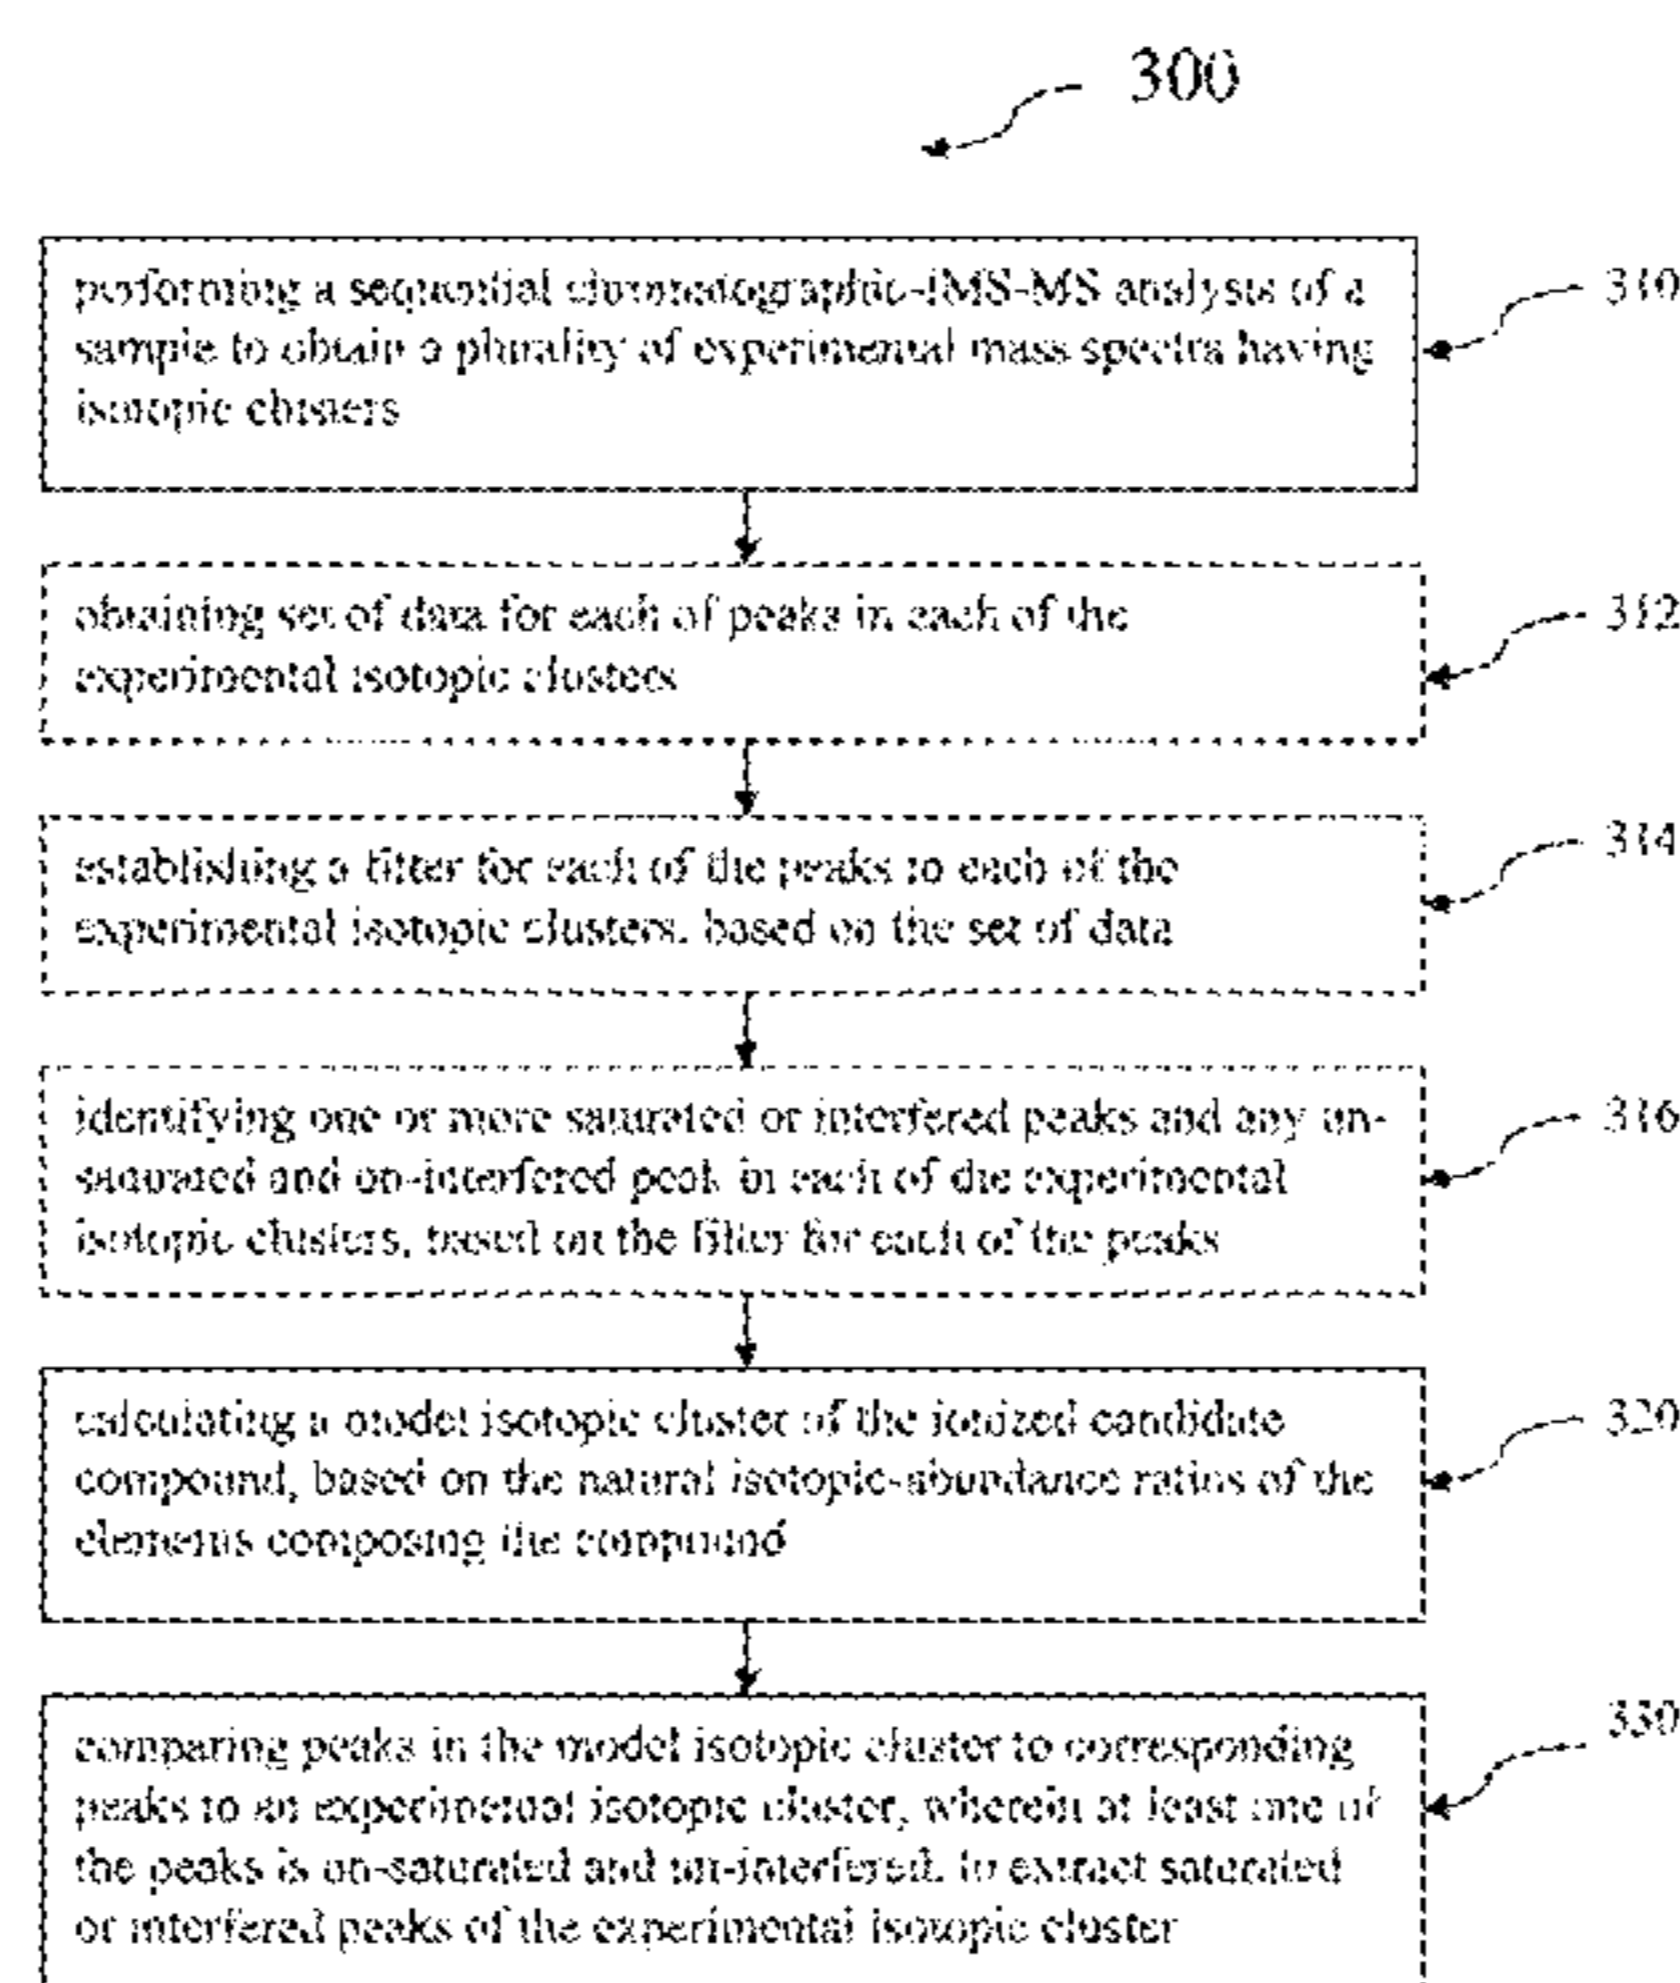 300
performing a sequential chromatographic-IMS-MS analysis of a
sample to obtain a plurality of experimental mass spectra having
isotopic clusters
310
obtaining set of data for each of peaks in each of the
experimental isotopic clusters
312
establishing a filter for each of the peaks in each of the
experimental isotopic clusters, based on the set of data
314
identifying one or more saturated or interfered peaks and any un-
saturated and un-interfered peak in each of the experimental
isotopic clusters, based on the filter for each of the peaks
316
calculating a model isotopic cluster of the ionized candidate
compound, based on the natural isotopic-abundance ratios of the
elements composing the compound
320
comparing peaks in the model isotopic cluster to corresponding
peaks in an experimental isotopic cluster, wherein at least one of
the peaks is un-saturated and un-interfered, to extract saturated
or interfered peaks of the experimental isotopic cluster
330